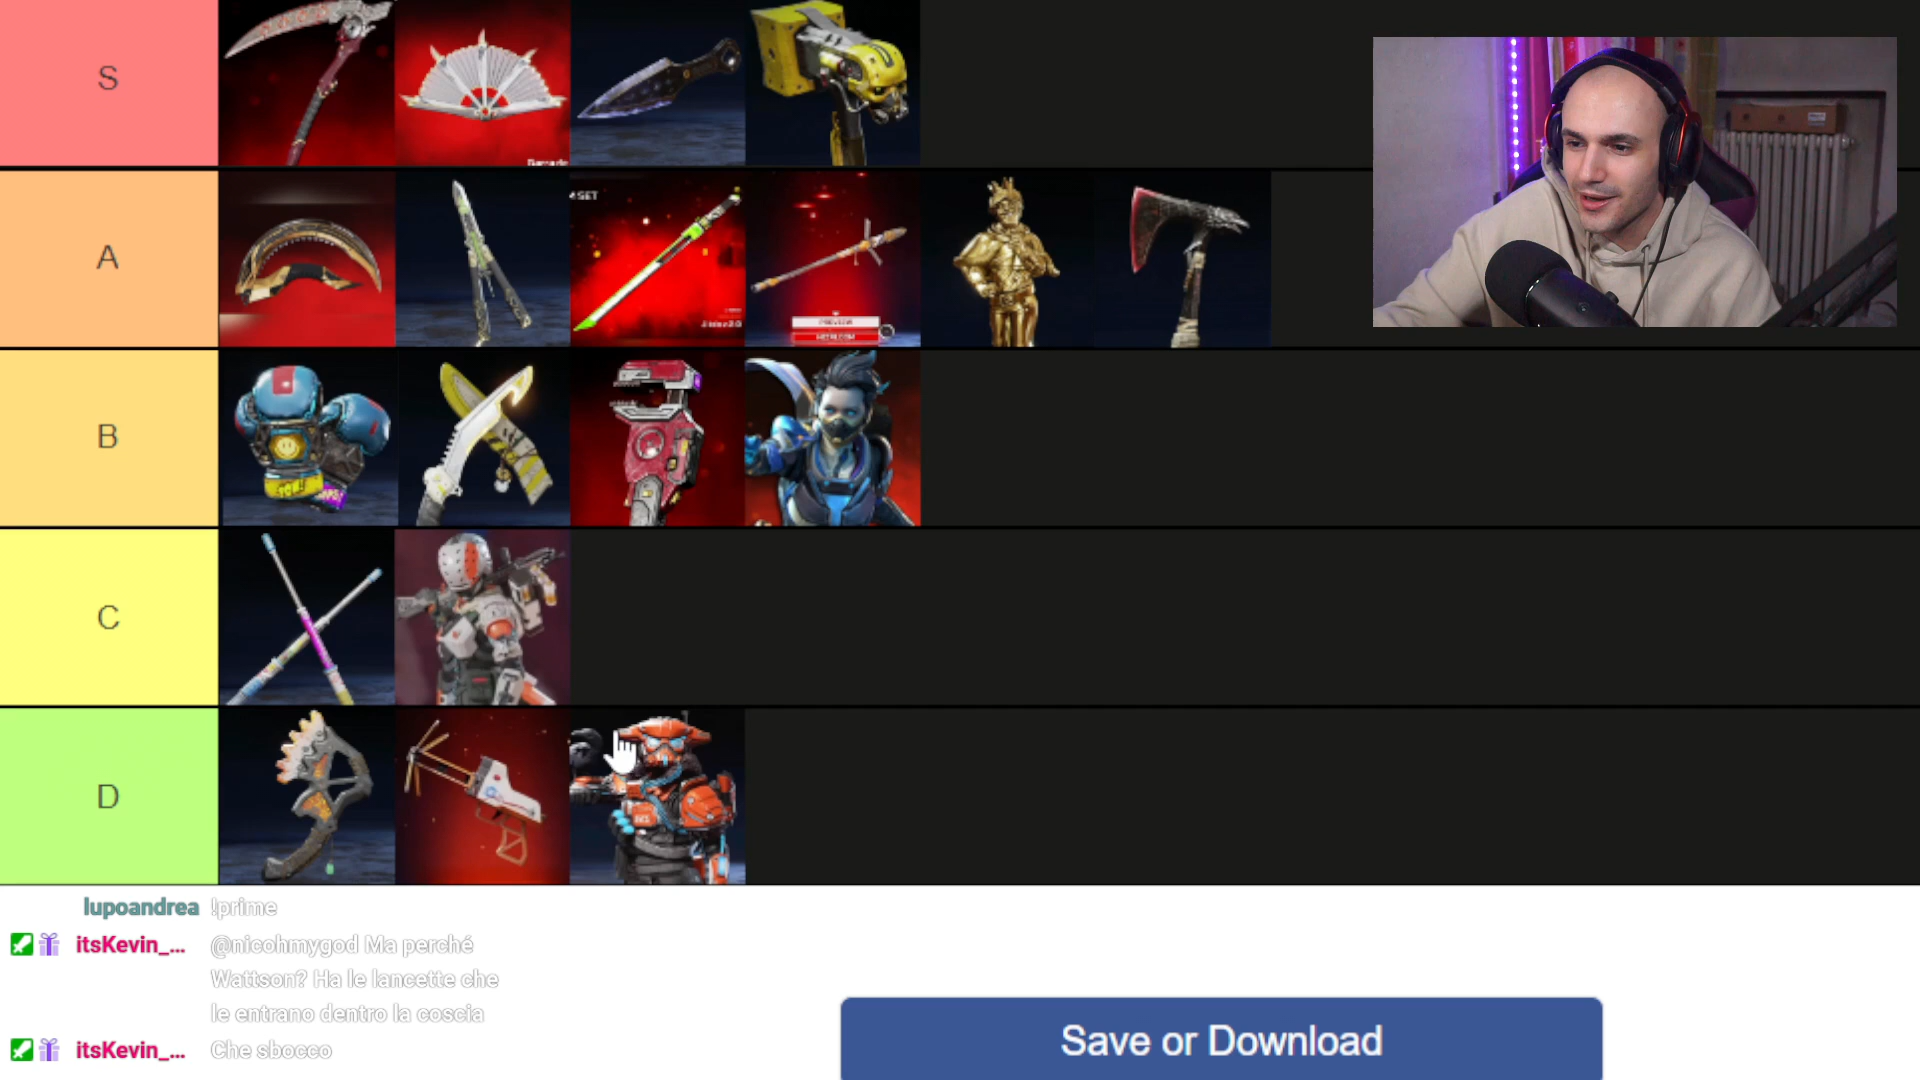 S
A
M SET
B
C
D
lupoandrea !prime
itsKevin_... @nicohmygod Ma perché
Wattson? Ha le lancette che
le entrano dentro la coscia
itsKevin_... Che sbocco
Save or Download